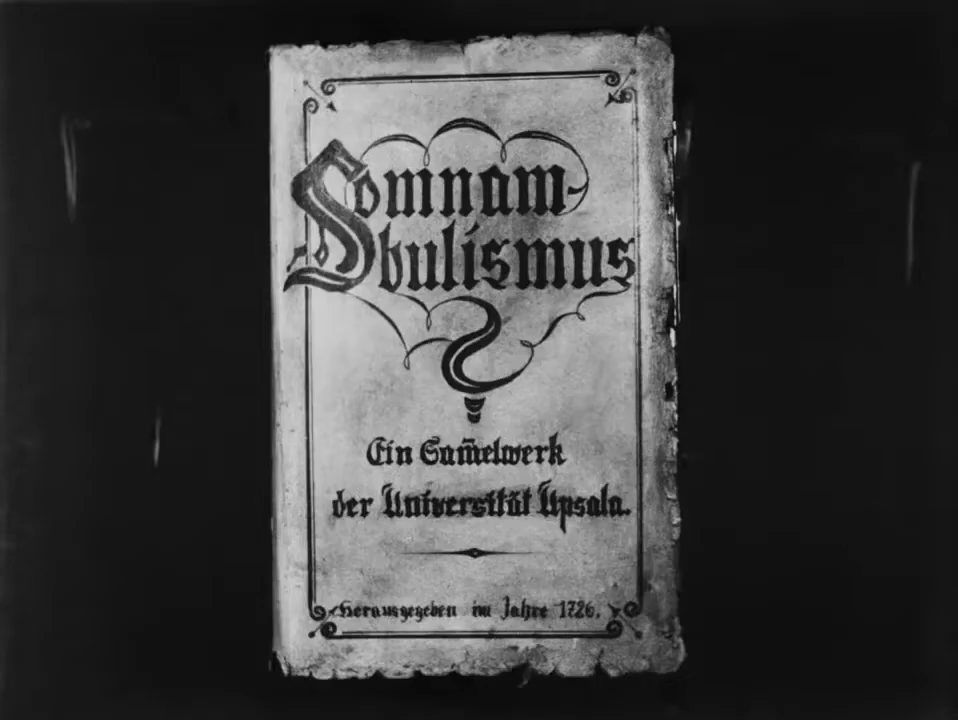 Somnam-
bulismus
Ein Sam̄elwerk
der Universität Upsala.
Herausgegeben im Jahre 1726.